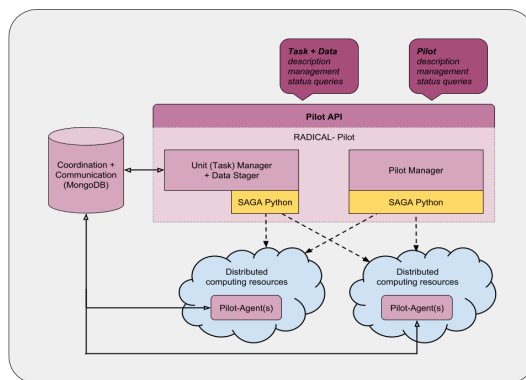 Task + Data
description
management
status queries
Pilot
description
management
status queries
Pilot API
RADICAL- Pilot
Coordination +
Communication
(MongoDB)
Unit (Task) Manager
+ Data Stager
Pilot Manager
SAGA Python
SAGA Python
Distributed
computing resources
Distributed
computing resources
Pilot-Agent(s)
Pilot-Agent(s)